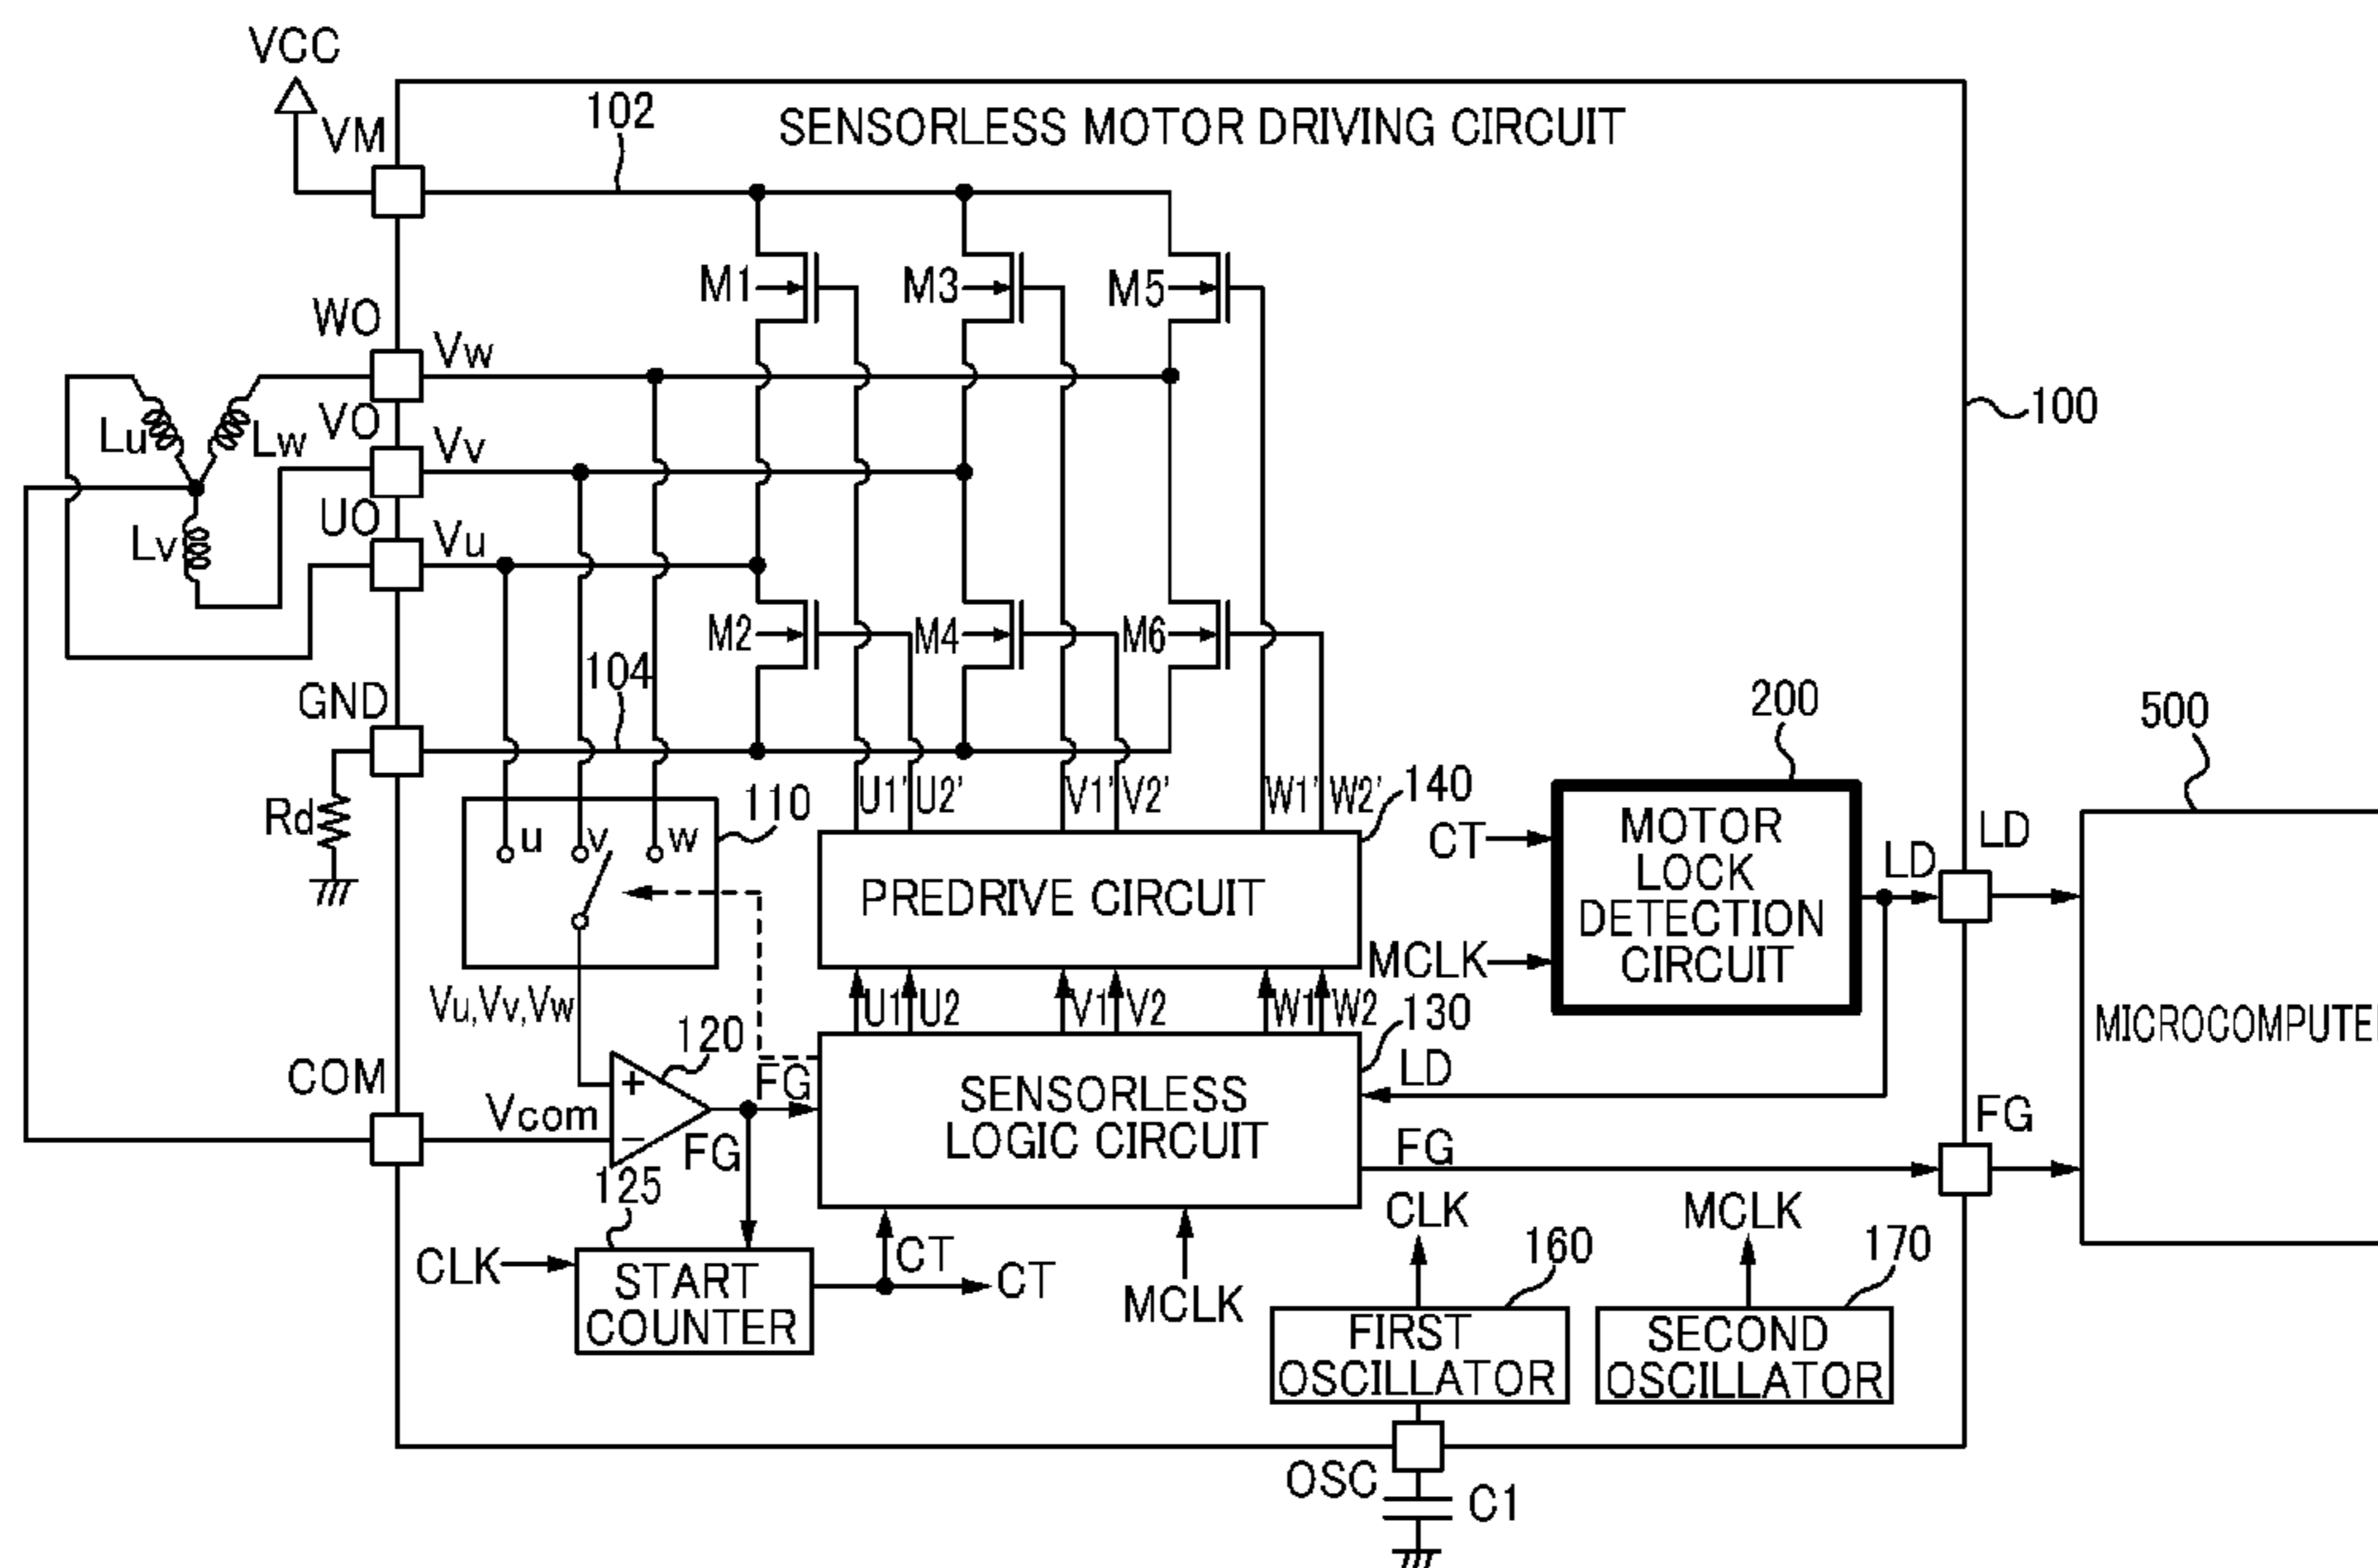 VCC
VM
102
SENSORLESS MOTOR DRIVING CIRCUIT
M1
M3
M5
WO
Vw
100
Lu
Lw
VO
Vv
UO
Vu
Lv
M2
M4
M6
104
GND
200
500
Rd
u
v
w
110
U1' U2'
V1' V2'
W1' W2'
140
CT
MOTOR
LOCK
DETECTION
CIRCUIT
LD
LD
PREDRIVE CIRCUIT
MCLK
Vu,Vv,Vw
U1 U2
V1 V2
W1 W2
130
MICROCOMPUTE
120
COM
Vcom
+
−
FG
FG
SENSORLESS
LOGIC CIRCUIT
LD
FG
FG
125
CLK
START
COUNTER
CT
CT
MCLK
CLK
160
FIRST
OSCILLATOR
MCLK
170
SECOND
OSCILLATOR
OSC
C1